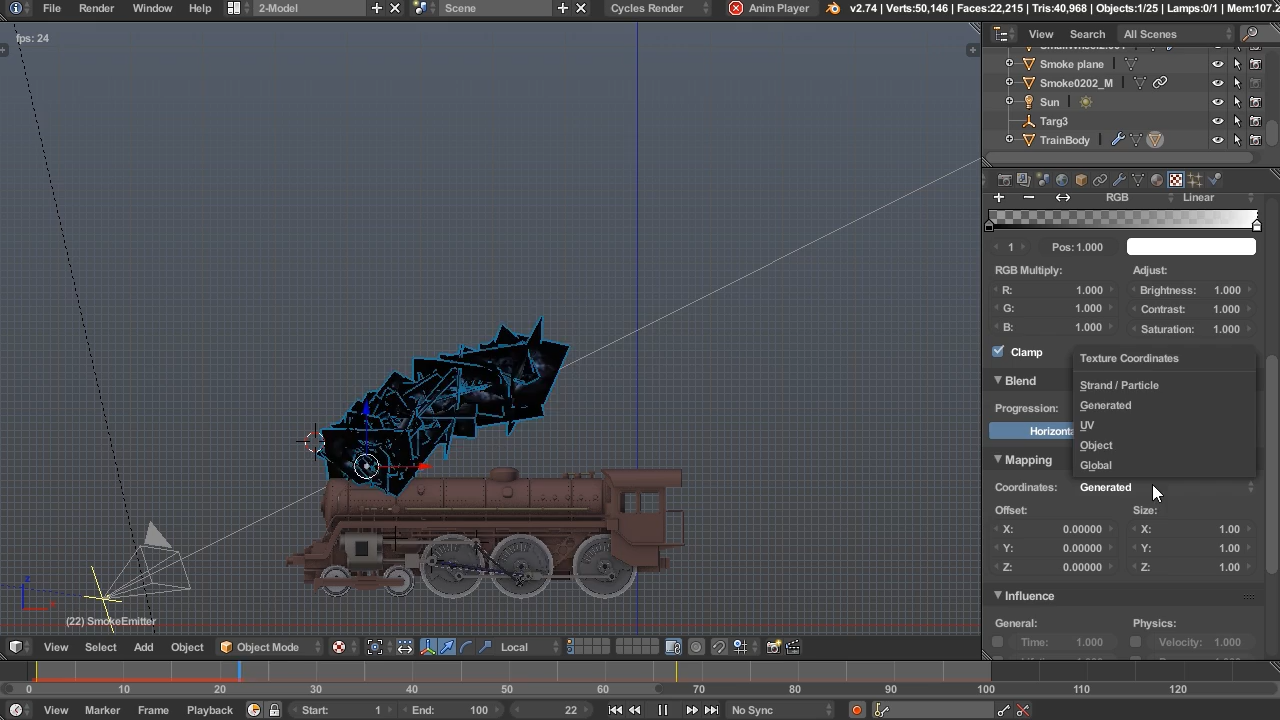 File Edit Render Window Help 2-Model Scene Cycles Render Anim Player v2.74 | Verts:50,146 | Faces:22,215 | Tris:40,968 | Objects:1/25 | Lamps:0/1 | Mem:107.2
fps: 24
View Search All Scenes
Smoke plane
Smoke0202_M
Sun
Targ3
TrainBody
RGB Linear
1 Pos: 1.000
RGB Multiply: Adjust:
R: 1.000 Brightness: 1.000
G: 1.000 Contrast: 1.000
B: 1.000 Saturation: 1.000
Clamp
Texture Coordinates
Blend
Strand / Particle
Generated
Progression:
UV
Horizonta
Object
Mapping
Global
Coordinates: Generated
Offset: Size:
X: 0.00000 X: 1.00
Y: 0.00000 Y: 1.00
Z: 0.00000 Z: 1.00
Influence
General: Physics:
Time: 1.000 Velocity: 1.000
z
(22) SmokeEmitter
View Select Add Object Object Mode Local
0 10 20 30 40 50 60 70 80 90 100 110 120
View Marker Frame Playback Start: 1 End: 100 22 No Sync